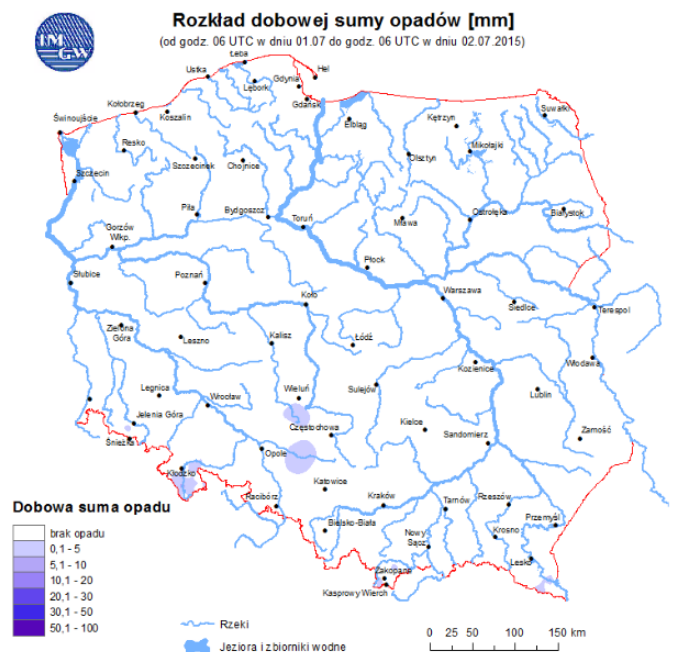 IM
GW
Rozkład dobowej sumy opadów [mm]
(od godz. 06 UTC w dniu 01.07 do godz. 06 UTC w dniu 02.07.2015)
Łeba
Ustka
Hel
Gdynia
Lębork
Gdańsk
Kołobrzeg
Koszalin
Świnoujście
Elbląg
Kętrzyn
Suwałki
Resko
Szczecinek
Chojnice
Olsztyn
Mikołajki
Szczecin
Piła
Bydgoszcz
Toruń
Mława
Ostrołęka
Białystok
Gorzów
Wlkp.
Płock
Słubice
Poznań
Koło
Warszawa
Siedlce
Terespol
Zielona
Góra
Leszno
Kalisz
Łódź
Kozienice
Włodawa
Legnica
Wrocław
Wieluń
Sulejów
Lublin
Jelenia Góra
Częstochowa
Kielce
Sandomierz
Zamość
Śnieżka
Opole
Kłodzko
Katowice
Racibórz
Kraków
Tarnów
Rzeszów
Przemyśl
Bielsko-Biała
Nowy
Sącz
Krosno
Lesko
Zakopane
Kasprowy Wierch
Dobowa suma opadu
brak opadu
0,1 - 5
5,1 - 10
10,1 - 20
20,1 - 30
30,1 - 50
50,1 - 100
Rzeki
Jeziora i zbiorniki wodne
0 25 50 100 150 km